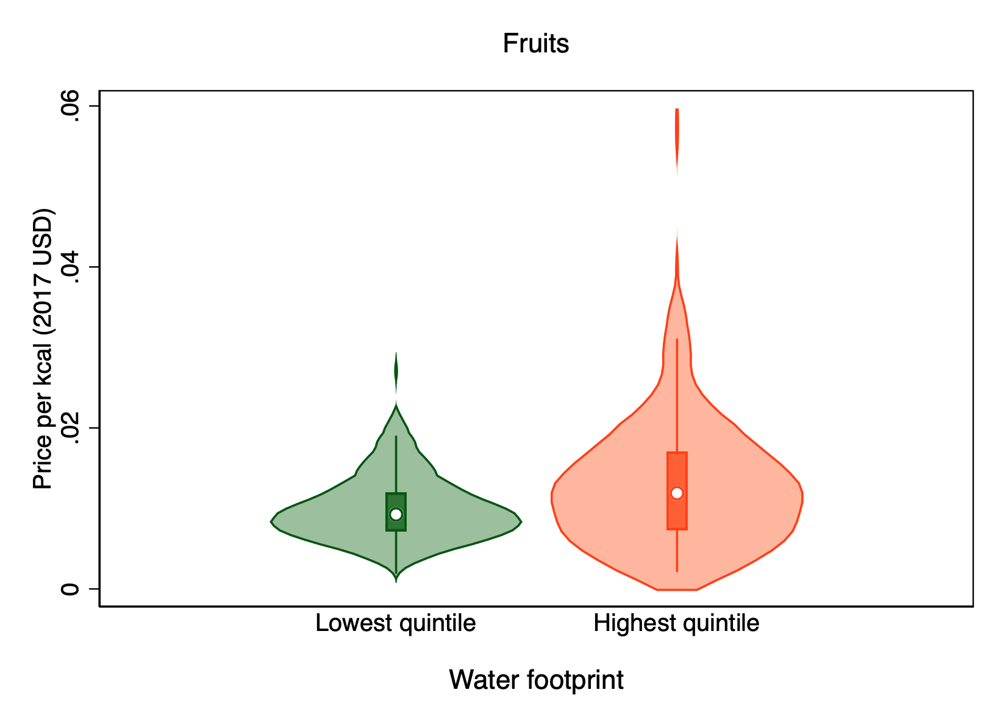 Fruits
Price per kcal (2017 USD)
.06
.04
.02
0
Lowest quintile
Highest quintile
Water footprint